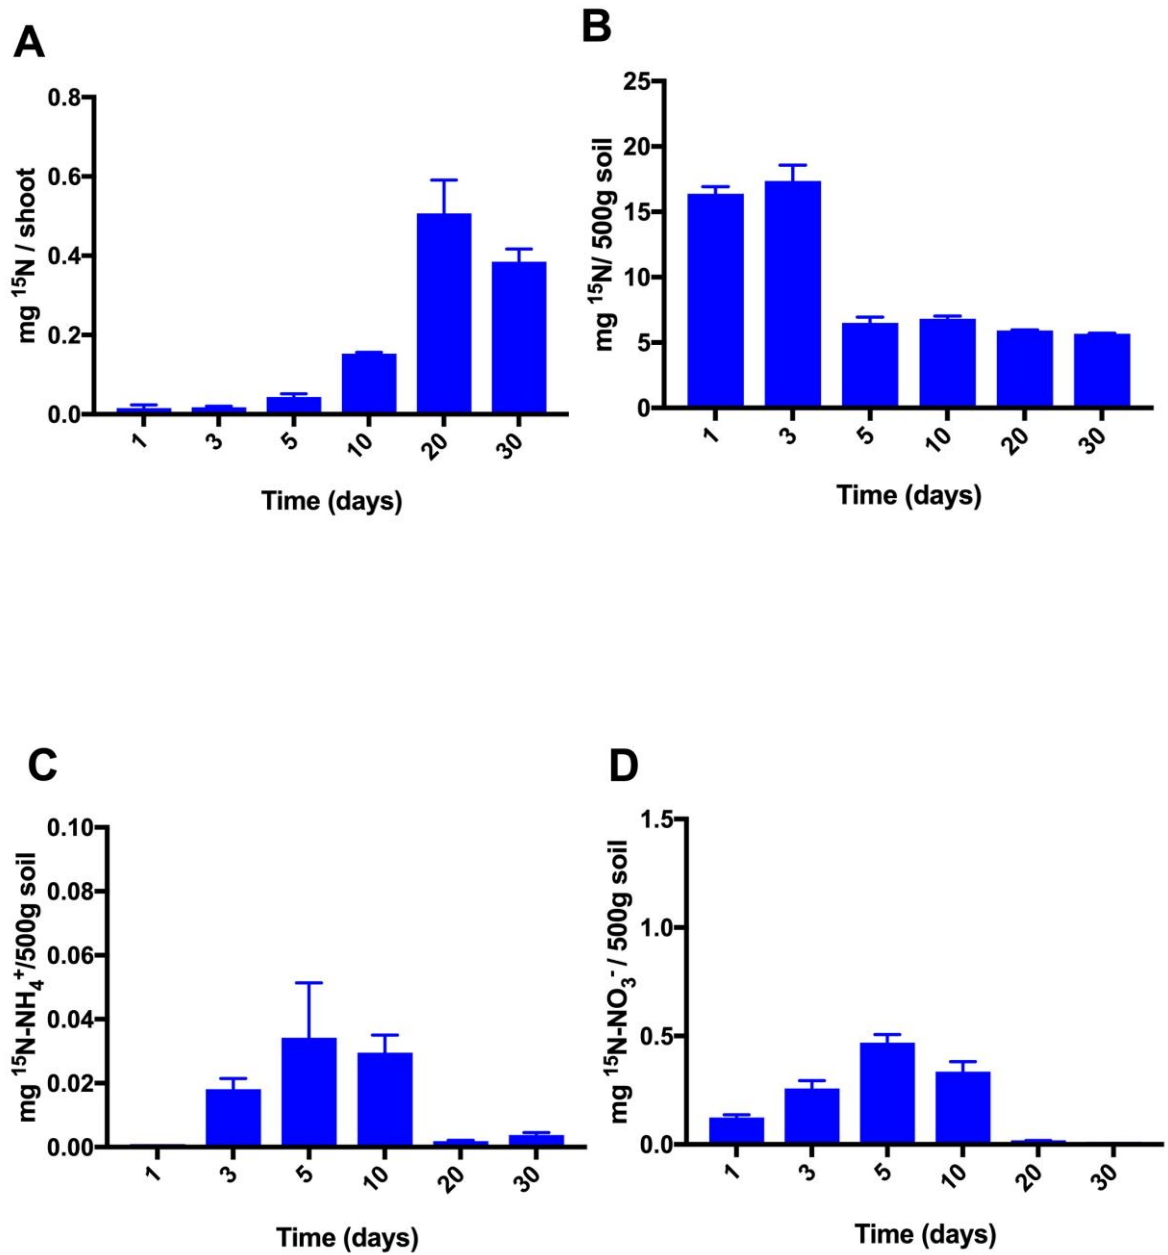 A
mg ¹⁵N / shoot
0.8
0.6
0.4
0.2
0.0
1 3 5 10 20 30
Time (days)
B
mg ¹⁵N/ 500g soil
25
20
15
10
5
0
1 3 5 10 20 30
Time (days)
C
mg ¹⁵N-NH₄⁺/500g soil
0.10
0.08
0.06
0.04
0.02
0.00
1 3 5 10 20 30
Time (days)
D
mg ¹⁵N-NO₃⁻/ 500g soil
1.5
1.0
0.5
0.0
1 3 5 10 20 30
Time (days)